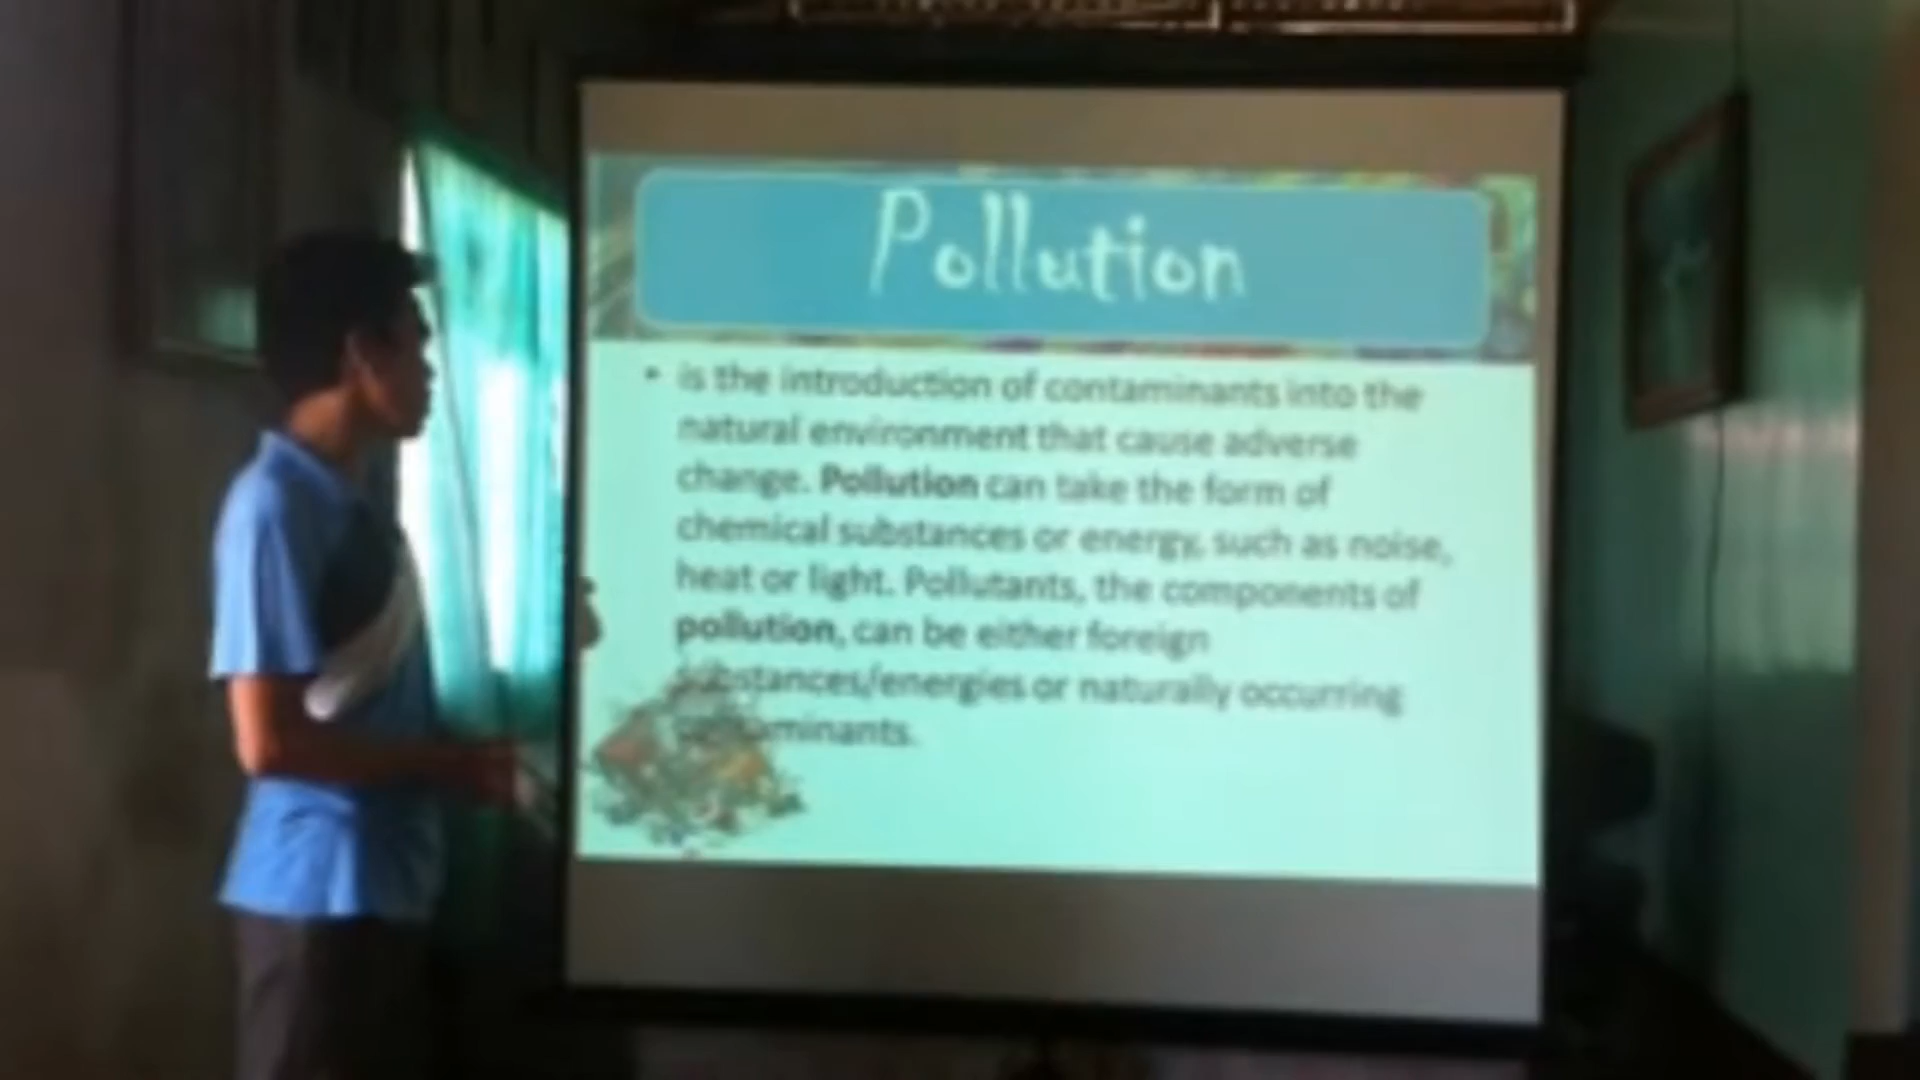 Pollution
• is the introduction of contaminants into the
natural environment that cause adverse
change. Pollution can take the form of
chemical substances or energy, such as noise,
heat or light. Pollutants, the components of
pollution, can be either foreign
substances/energies or naturally occurring
contaminants.